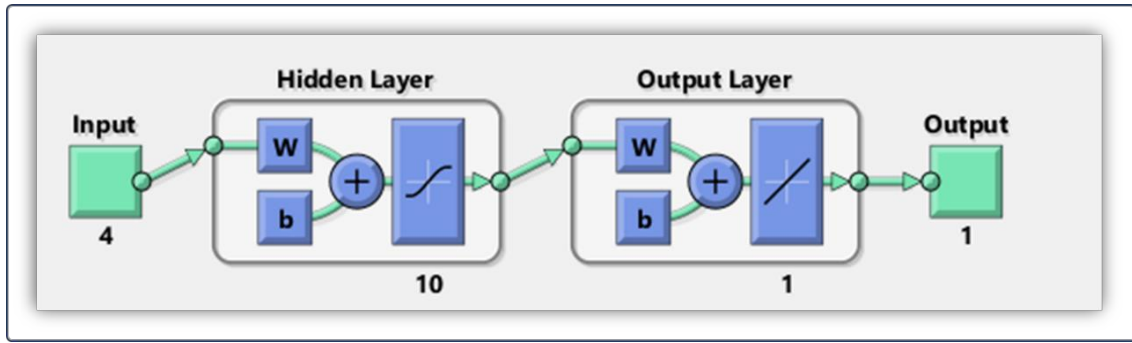 Hidden Layer
Output Layer
Input
Output
W
W
+
+
b
b
4
1
10
1